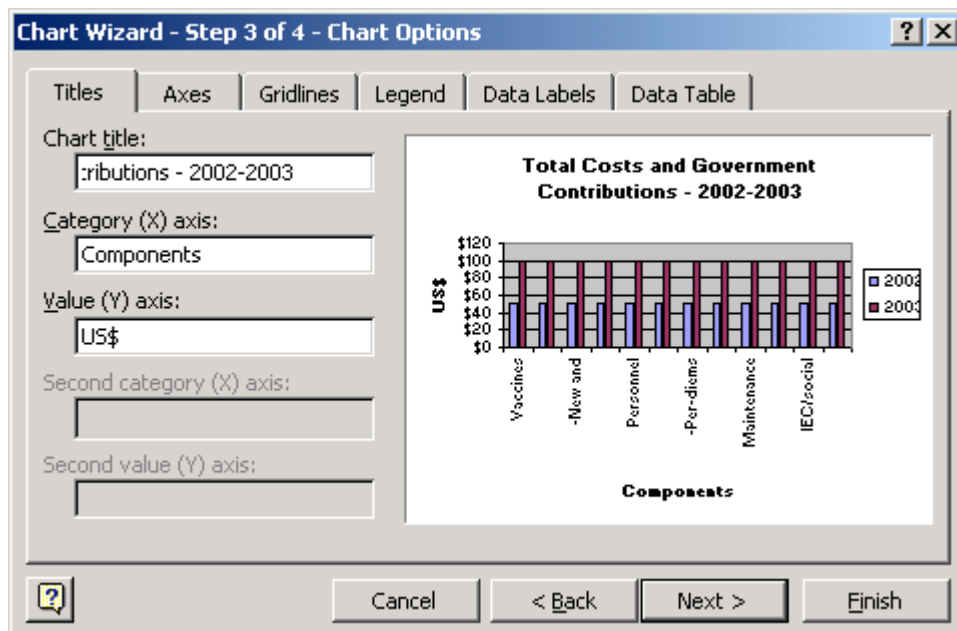 Chart Wizard - Step 3 of 4 - Chart Options
Titles
Axes
Gridlines
Legend
Data Labels
Data Table
Chart title:
tributions - 2002-2003
Category (X) axis:
Components
Value (Y) axis:
US$
Second category (X) axis:
Second value (Y) axis:
Total Costs and Government
Contributions - 2002-2003
US$
$120
$100
$80
$60
$40
$20
$0
Vaccines
-New and
Personnel
-Per-diems
Maintenance
IEC/social
Components
2002
2003
Cancel
< Back
Next >
Finish